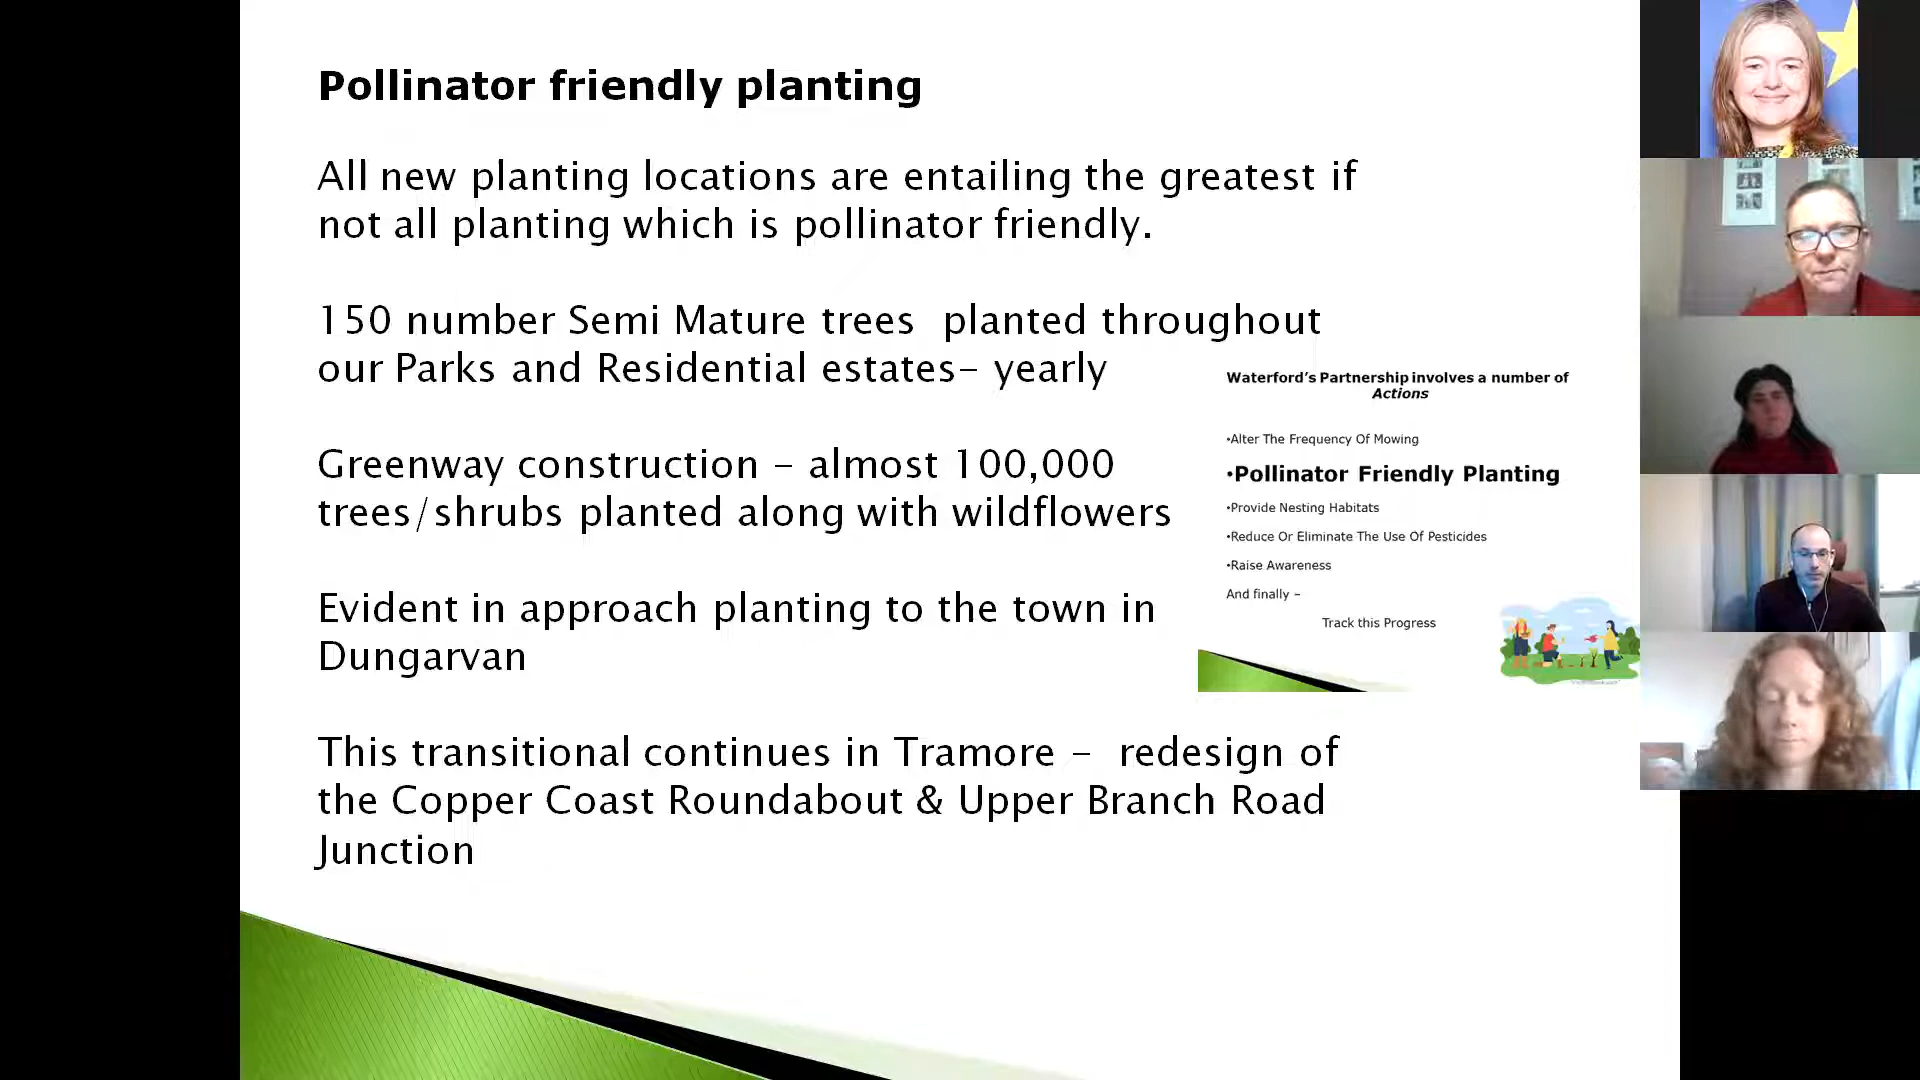 Pollinator friendly planting
All new planting locations are entailing the greatest if
not all planting which is pollinator friendly.
150 number Semi Mature trees  planted throughout
our Parks and Residential estates– yearly
Greenway construction – almost 100,000
trees/shrubs planted along with wildflowers
Evident in approach planting to the town in
Dungarvan
This transitional continues in Tramore –  redesign of
the Copper Coast Roundabout & Upper Branch Road
Junction
Waterford's Partnership involves a number of
Actions
•Alter The Frequency Of Mowing
•Pollinator Friendly Planting
•Provide Nesting Habitats
•Reduce Or Eliminate The Use Of Pesticides
•Raise Awareness
And finally –
Track this Progress